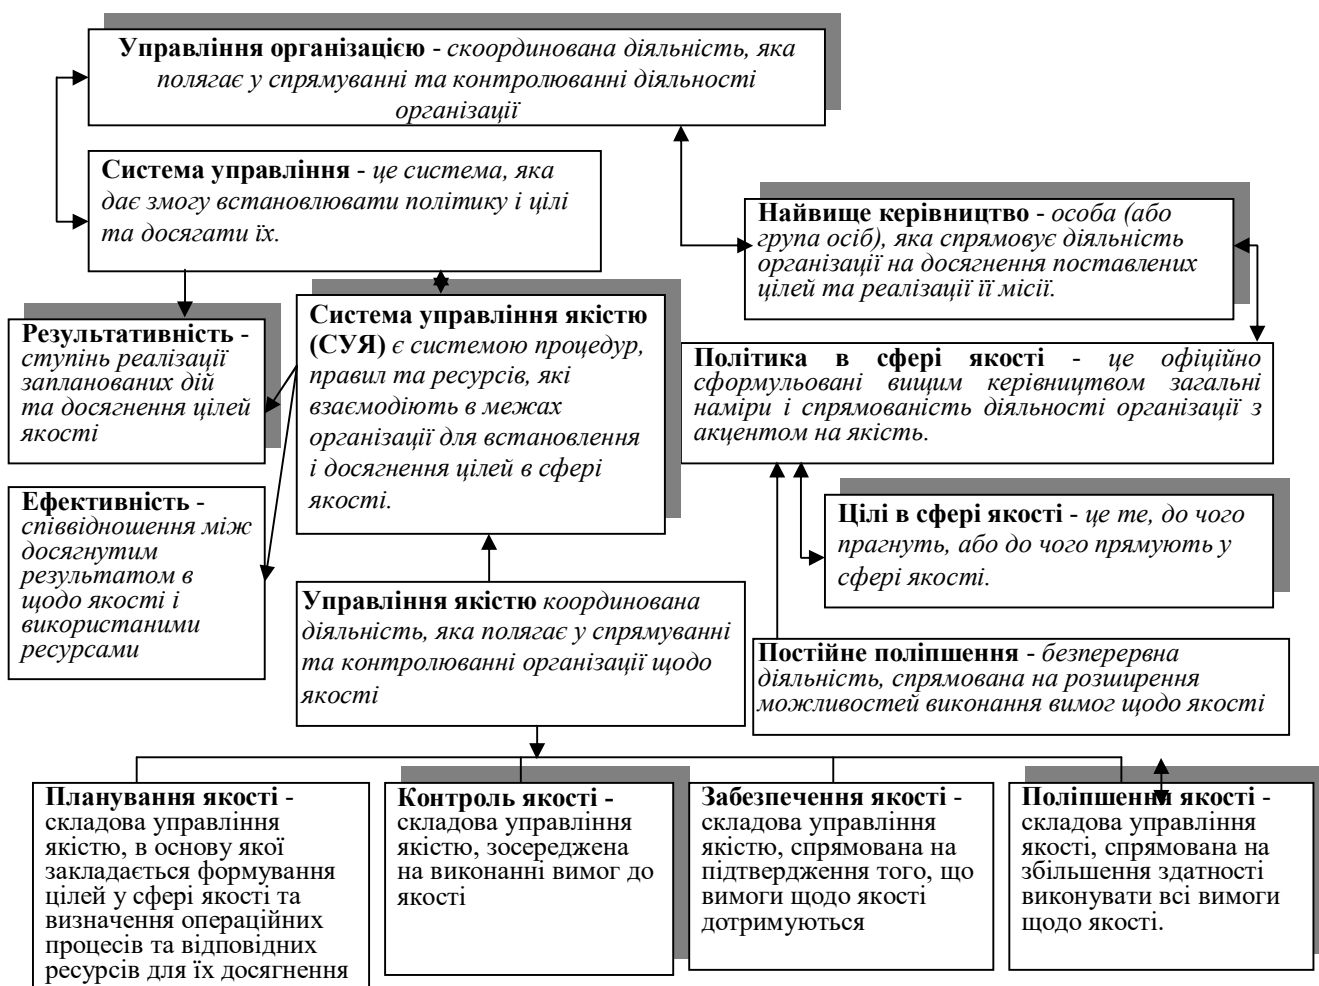 Управління організацією - скоординована діяльність, яка
полягає у спрямуванні та контролюванні діяльності
організації
Система управління - це система, яка
дає змогу встановлювати політику і цілі
та досягати їх.
Найвище керівництво - особа (або
група осіб), яка спрямовує діяльність
організації на досягнення поставлених
цілей та реалізації її місії.
Результативність -
ступінь реалізації
запланованих дій
та досягнення цілей
якості
Система управління якістю
(СУЯ) є системою процедур,
правил та ресурсів, які
взаємодіють в межах
організації для встановлення
і досягнення цілей в сфері
якості.
Політика в сфері якості - це офіційно
сформульовані вищим керівництвом загальні
наміри і спрямованість діяльності організації з
акцентом на якість.
Ефективність -
співвідношення між
досягнутим
результатом в
щодо якості і
використаними
ресурсами
Цілі в сфері якості - це те, до чого
прагнуть, або до чого прямують у
сфері якості.
Управління якістю координована
діяльність, яка полягає у спрямуванні
та контролюванні організації щодо
якості
Постійне поліпшення - безперервна
діяльність, спрямована на розширення
можливостей виконання вимог щодо якості
Планування якості -
складова управління
якістю, в основу якої
закладається формування
цілей у сфері якості та
визначення операційних
процесів та відповідних
ресурсів для їх досягнення
Контроль якості -
складова управління
якістю, зосереджена
на виконанні вимог до
якості
Забезпечення якості -
складова управління
якістю, спрямована на
підтвердження того, що
вимоги щодо якості
дотримуються
Поліпшення якості -
складова управління
якості, спрямована на
збільшення здатності
виконувати всі вимоги
щодо якості.